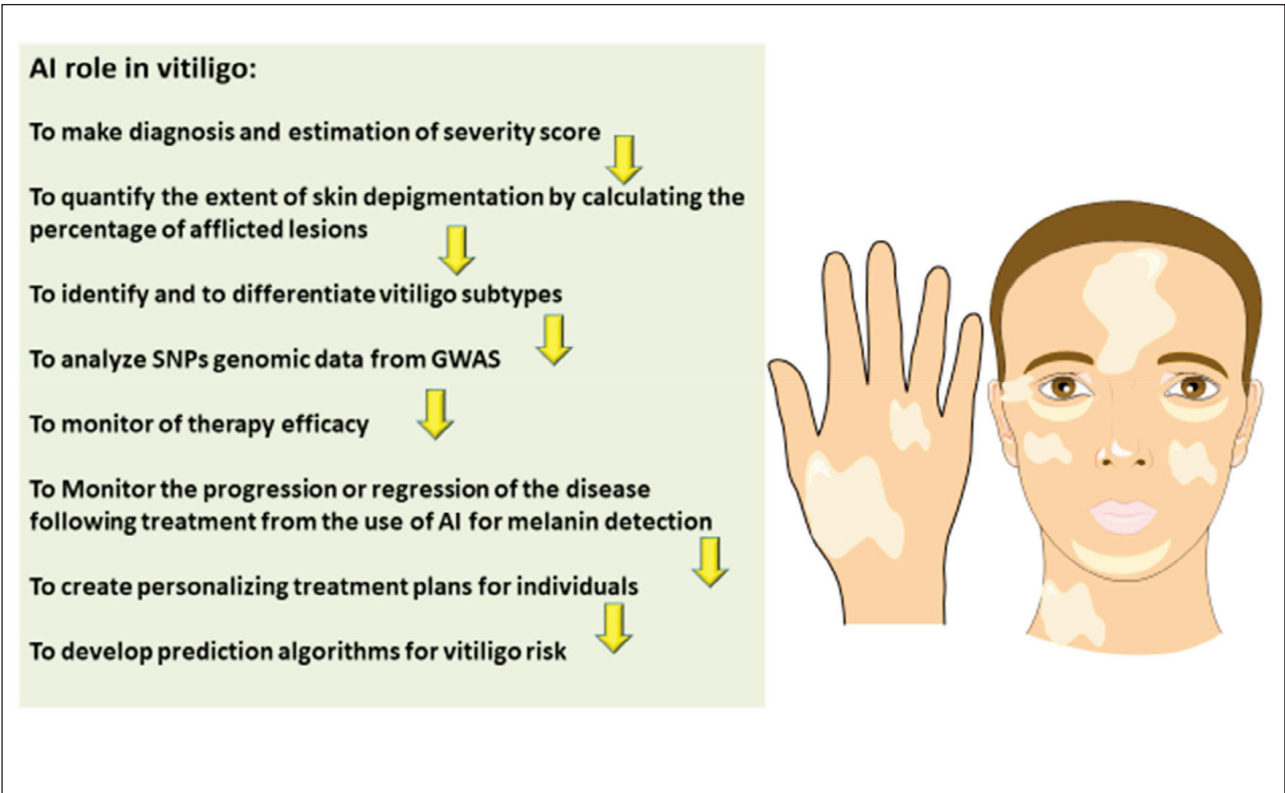 AI role in vitiligo:
To make diagnosis and estimation of severity score
To quantify the extent of skin depigmentation by calculating the
percentage of afflicted lesions
To identify and to differentiate vitiligo subtypes
To analyze SNPs genomic data from GWAS
To monitor of therapy efficacy
To Monitor the progression or regression of the disease
following treatment from the use of AI for melanin detection
To create personalizing treatment plans for individuals
To develop prediction algorithms for vitiligo risk